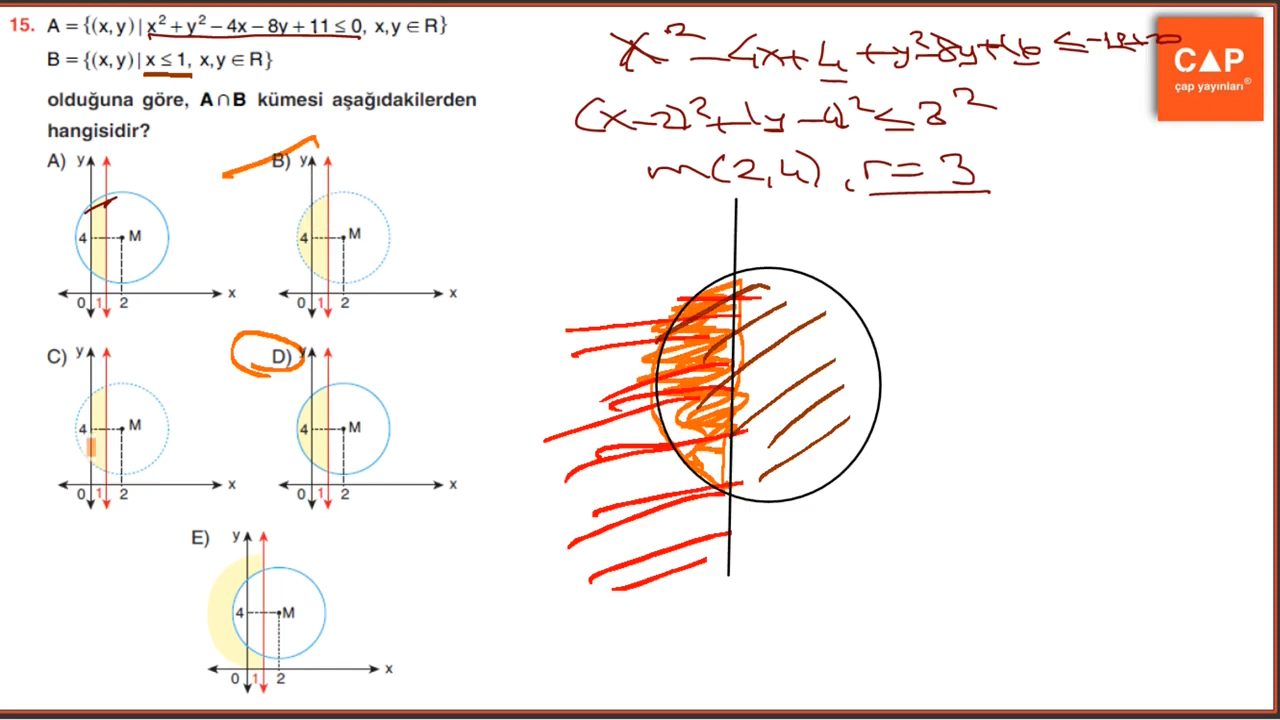 15. A = {(x,y) | x² + y² – 4x – 8y + 11 ≤ 0, x,y ∈ R}
B = {(x,y) | x ≤ 1, x,y ∈ R}
olduğuna göre, A∩B kümesi aşağıdakilerden
hangisidir?
A) y 4 M 0 1 2 x
B) y 4 M 0 1 2 x
C) y 4 M 0 1 2 x
D) y 4 M 0 1 2 x
E) y 4 M 0 1 2 x
x² – 4x + 4 + y² – 8y + 16 ≤
(x – 2)² + (y – 4)² ≤ 3²
m(2,4), r = 3
ÇAP
çap yayınları®